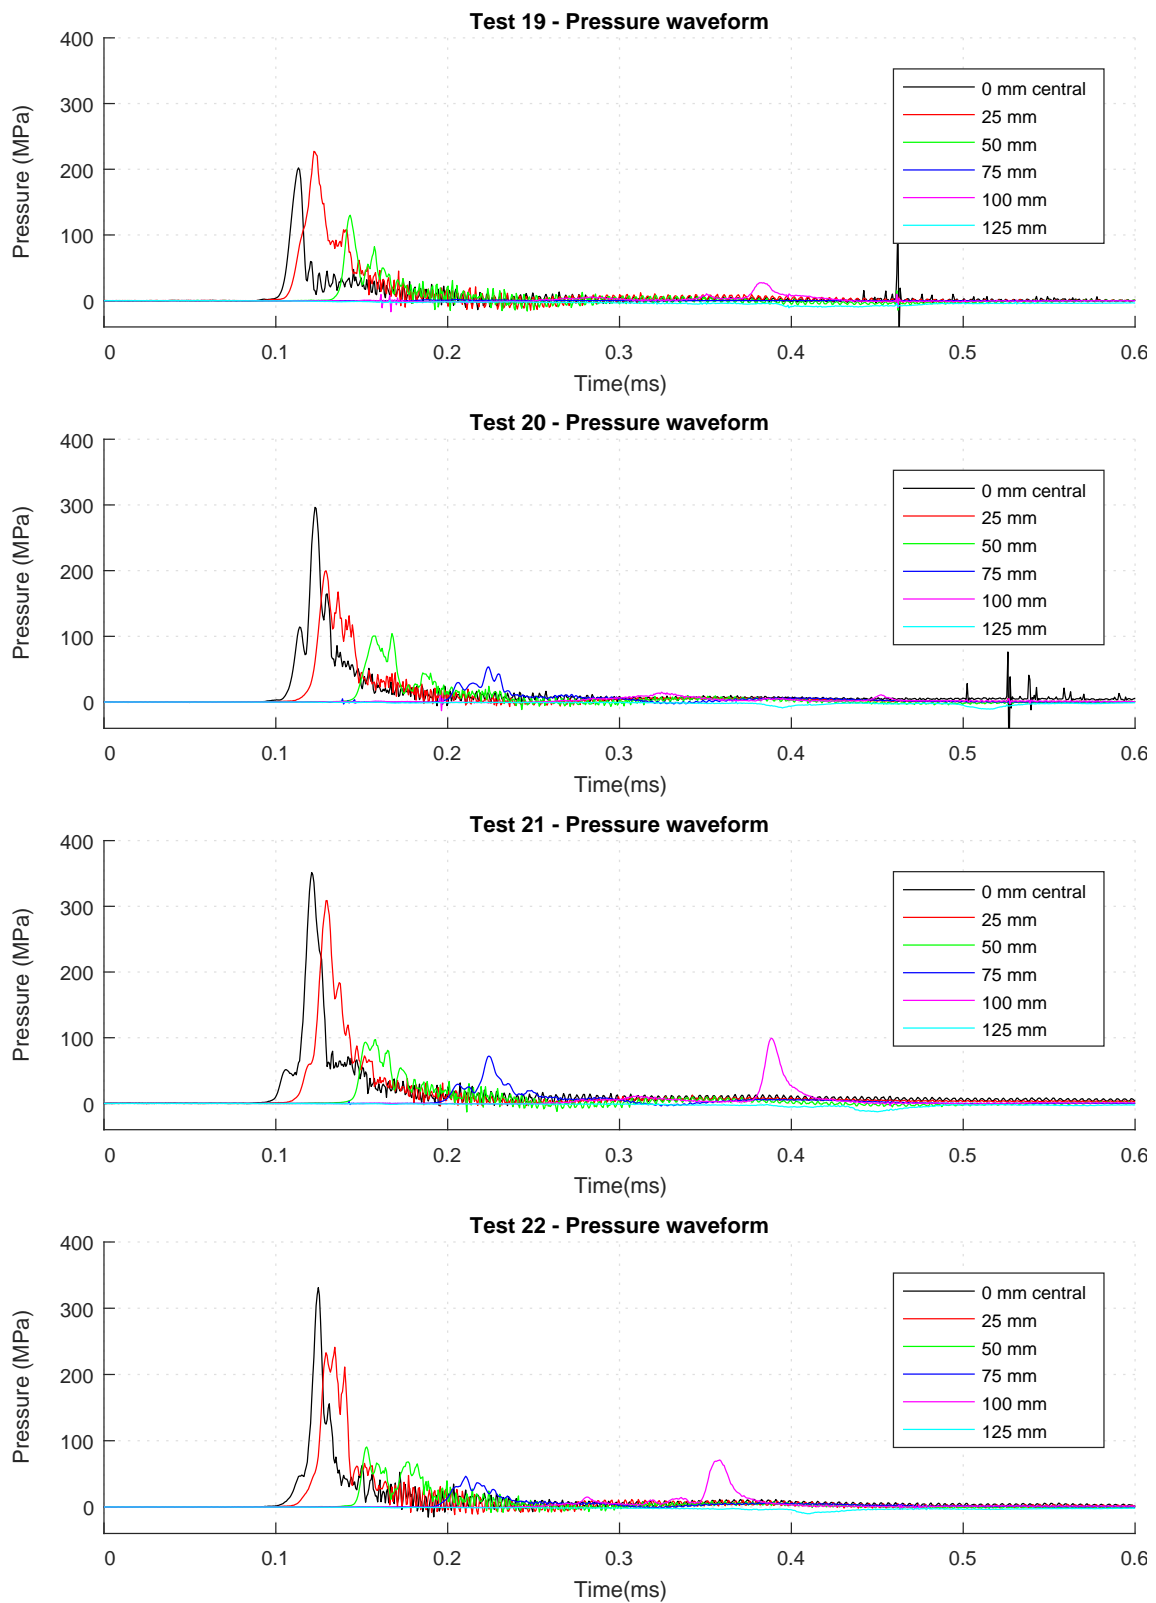 Test 19 - Pressure waveform
400
300
200
100
0
Pressure (MPa)
0 mm central
25 mm
50 mm
75 mm
100 mm
125 mm
0 0.1 0.2 0.3 0.4 0.5 0.6
Time(ms)
Test 20 - Pressure waveform
400
300
200
100
0
Pressure (MPa)
0 mm central
25 mm
50 mm
75 mm
100 mm
125 mm
0 0.1 0.2 0.3 0.4 0.5 0.6
Time(ms)
Test 21 - Pressure waveform
400
300
200
100
0
Pressure (MPa)
0 mm central
25 mm
50 mm
75 mm
100 mm
125 mm
0 0.1 0.2 0.3 0.4 0.5 0.6
Time(ms)
Test 22 - Pressure waveform
400
300
200
100
0
Pressure (MPa)
0 mm central
25 mm
50 mm
75 mm
100 mm
125 mm
0 0.1 0.2 0.3 0.4 0.5 0.6
Time(ms)